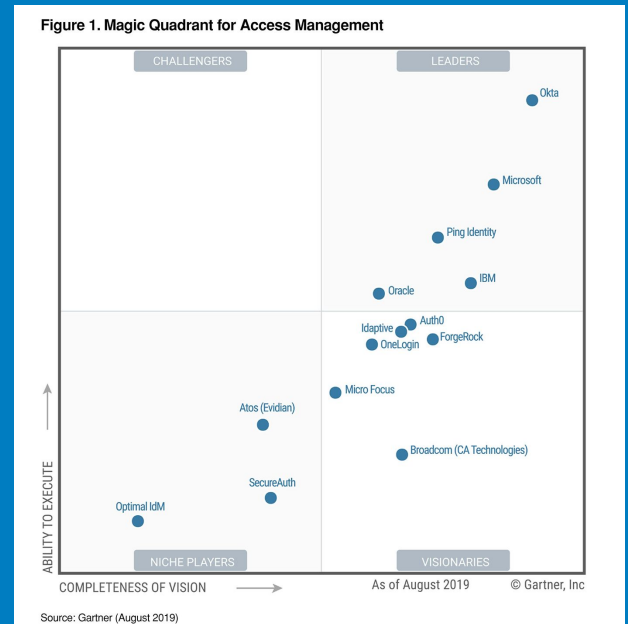 Figure 1. Magic Quadrant for Access Management
CHALLENGERS
LEADERS
Okta
Microsoft
Ping Identity
IBM
Oracle
Auth0
Idaptive
ForgeRock
OneLogin
Micro Focus
Atos (Evidian)
Broadcom (CA Technologies)
SecureAuth
Optimal IdM
ABILITY TO EXECUTE
NICHE PLAYERS
VISIONARIES
COMPLETENESS OF VISION
As of August 2019
© Gartner, Inc
Source: Gartner (August 2019)